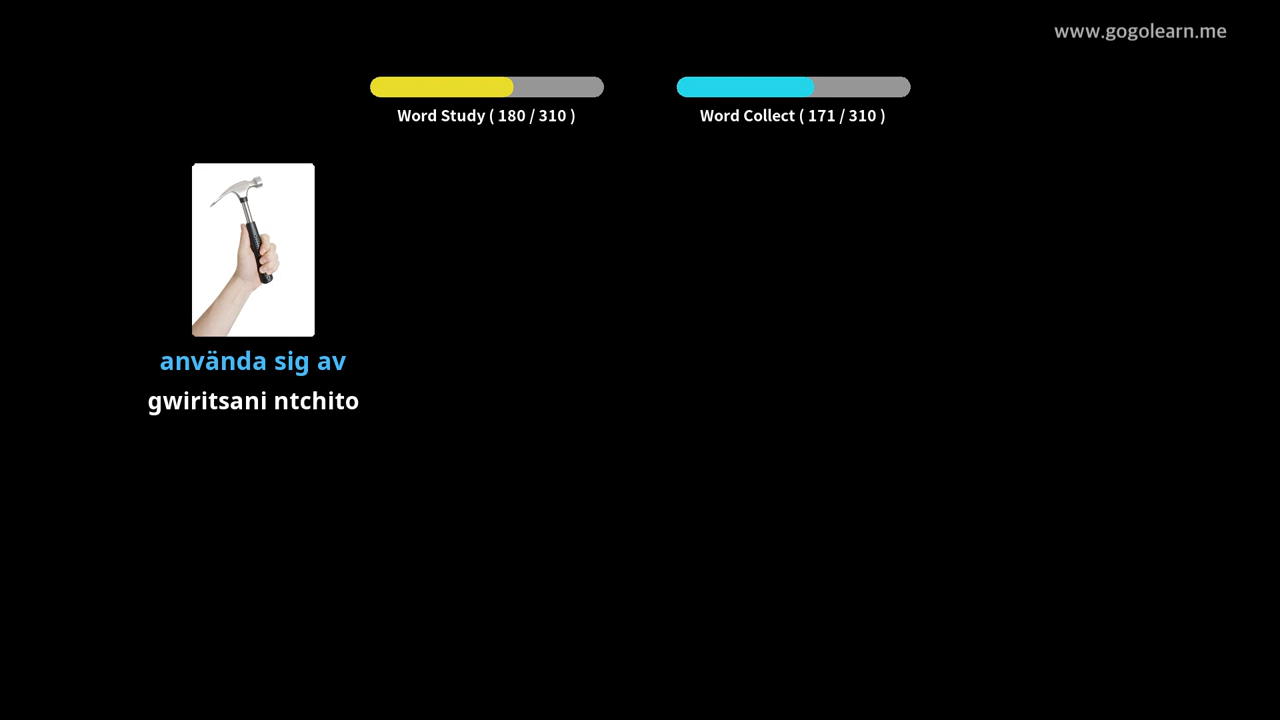 www.gogolearn.me
Word Study ( 180 / 310 )
Word Collect ( 171 / 310 )
använda sig av
gwiritsani ntchito